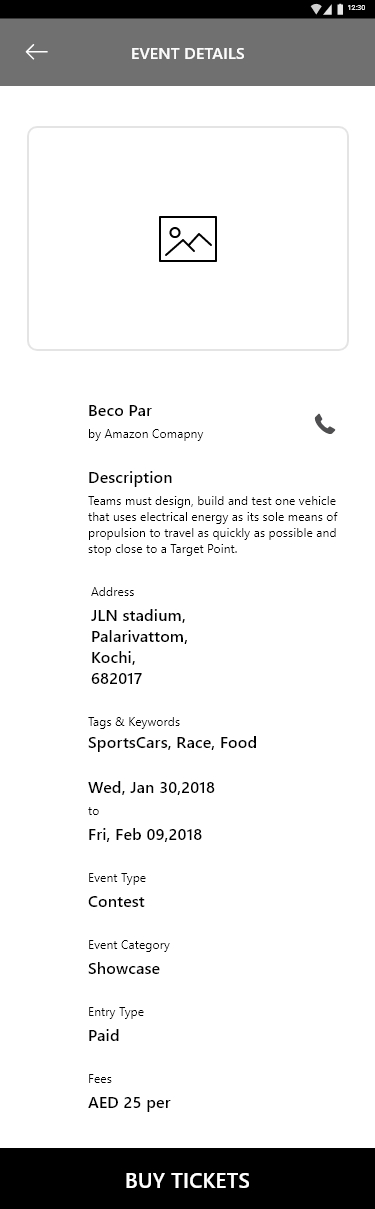 12:30
EVENT DETAILS
Beco Par
by Amazon Comapny
Description
Teams must design, build and test one vehicle
that uses electrical energy as its sole means of
propulsion to travel as quickly as possible and
stop close to a Target Point.
Address
JLN stadium,
Palarivattom,
Kochi,
682017
Tags & Keywords
SportsCars, Race, Food
Wed, Jan 30,2018
to
Fri, Feb 09,2018
Event Type
Contest
Event Category
Showcase
Entry Type
Paid
Fees
AED 25 per
BUY TICKETS